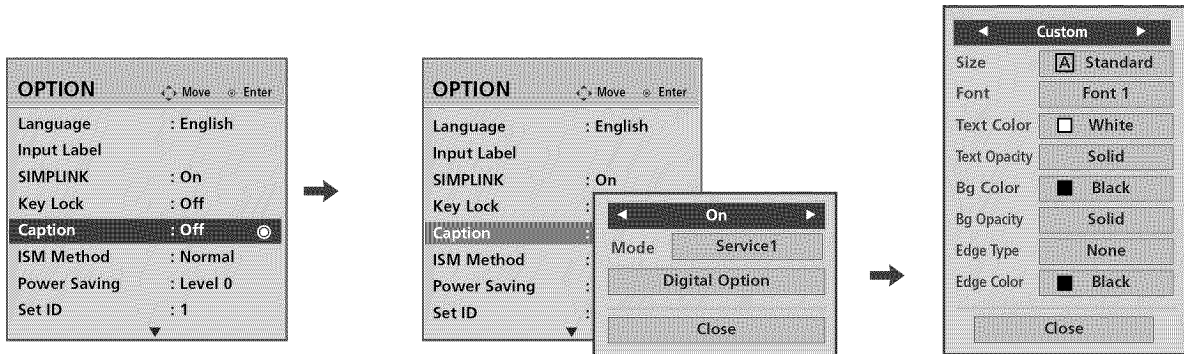 OPTION Move Enter
Language : English
Input Label
SIMPLINK : On
Key Lock : Off
Caption : Off
ISM Method : Normal
Power Saving : Level 0
Set ID : 1
OPTION Move Enter
Language : English
Input Label
SIMPLINK : On
Key Lock :
Caption :
ISM Method :
Power Saving :
Set ID :
On
Mode Service1
Digital Option
Close
Custom
Size A Standard
Font Font 1
Text Color White
Text Opacity Solid
Bg Color Black
Bg Opacity Solid
Edge Type None
Edge Color Black
Close